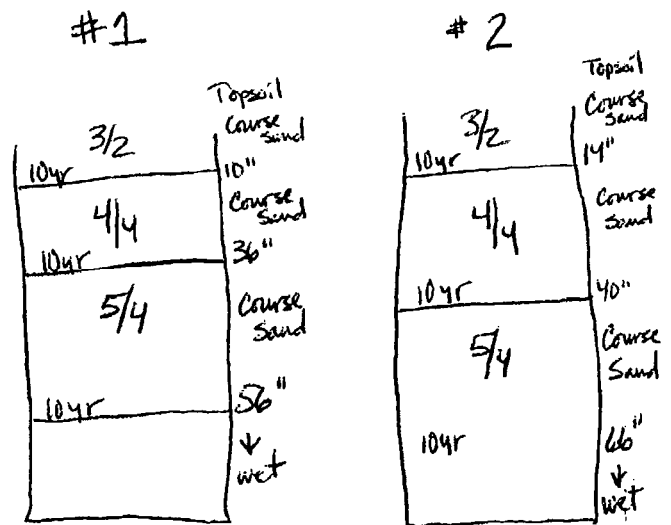 #1
Topsoil
Course
Sand
3/2
10yr
10"
Course
Sand
4/4
10yr
36"
5/4
Course
Sand
10yr
56"
↓
wet
# 2
Topsoil
Course
Sand
3/2
10yr
14"
Course
Sand
4/4
10yr
40"
Course
Sand
5/4
10yr
66"
↓
wet